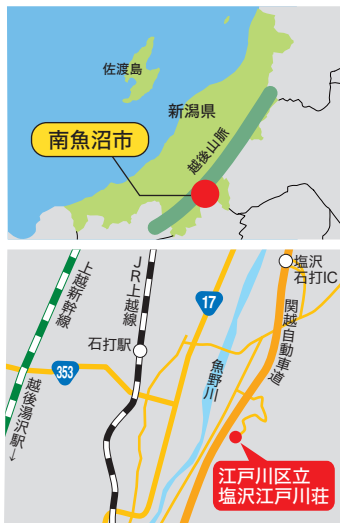 佐渡島
新潟県
南魚沼市
越後山脈
塩沢
石打IC
上越新幹線
JR上越線
17
関越自動車道
石打駅
魚野川
353
越後湯沢駅→
江戸川区立
塩沢江戸川荘